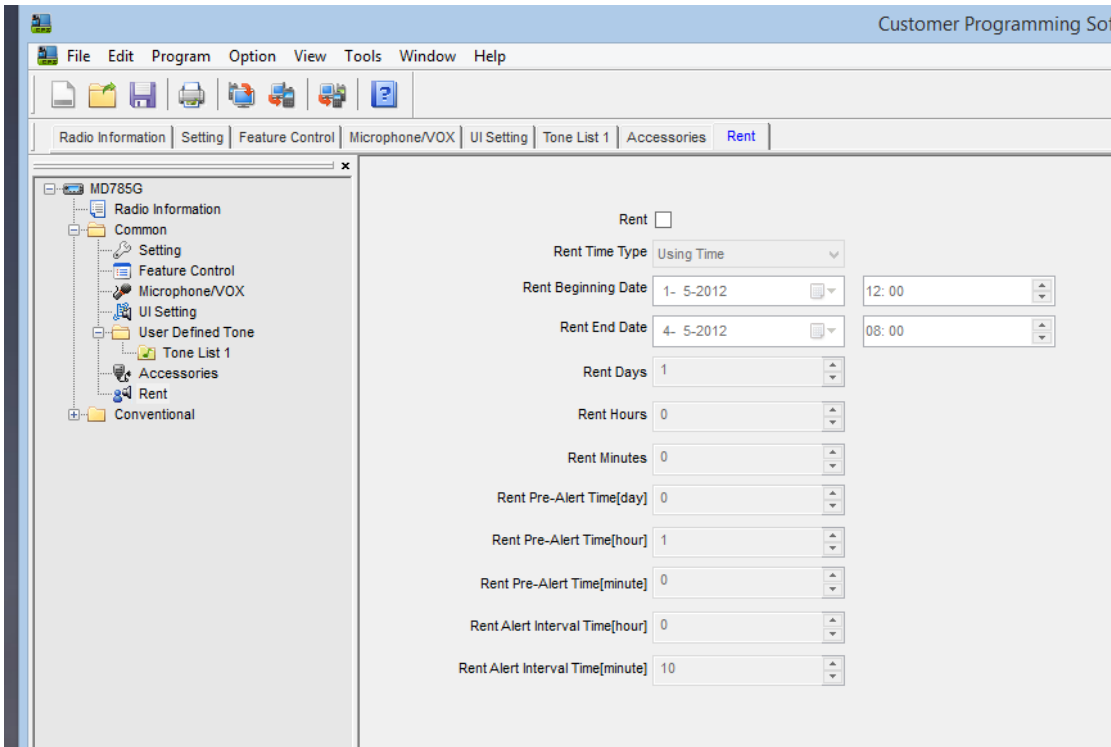 Customer Programming Sof
File Edit Program Option View Tools Window Help
Radio Information Setting Feature Control Microphone/VOX UI Setting Tone List 1 Accessories Rent
MD785G
Radio Information
Common
Setting
Feature Control
Microphone/VOX
UI Setting
User Defined Tone
Tone List 1
Accessories
Rent
Conventional
Rent
Rent Time Type Using Time
Rent Beginning Date 1- 5-2012 12: 00
Rent End Date 4- 5-2012 08: 00
Rent Days 1
Rent Hours 0
Rent Minutes 0
Rent Pre-Alert Time[day] 0
Rent Pre-Alert Time[hour] 1
Rent Pre-Alert Time[minute] 0
Rent Alert Interval Time[hour] 0
Rent Alert Interval Time[minute] 10